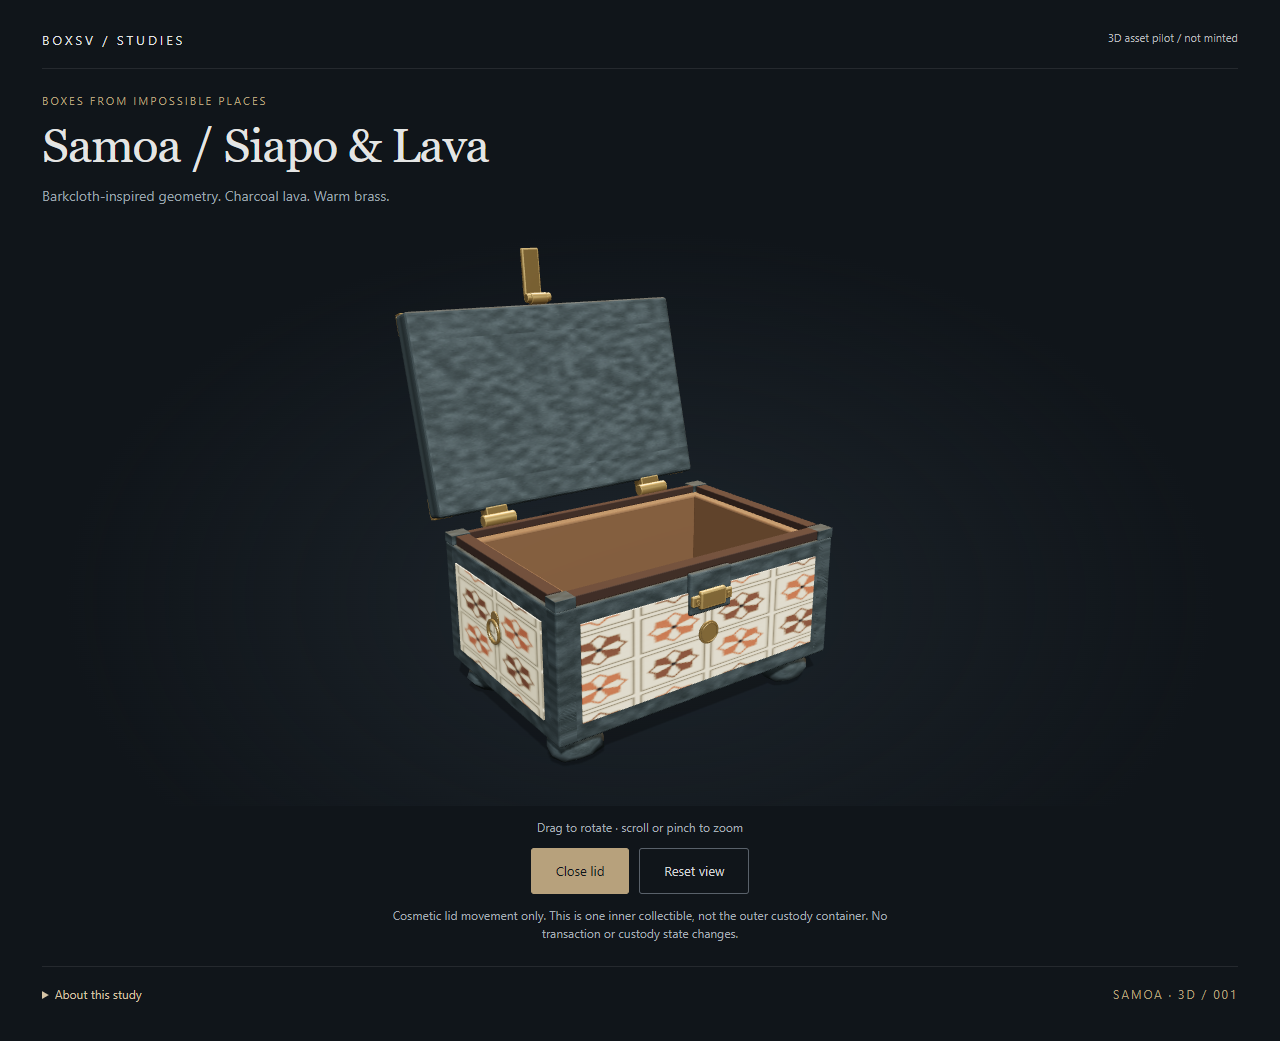 BOXSV / STUDIES
3D asset pilot / not minted
BOXES FROM IMPOSSIBLE PLACES
Samoa / Siapo & Lava
Barkcloth-inspired geometry. Charcoal lava. Warm brass.
Drag to rotate · scroll or pinch to zoom
Close lid
Reset view
Cosmetic lid movement only. This is one inner collectible, not the outer custody container. No
transaction or custody state changes.
About this study
SAMOA · 3D / 001